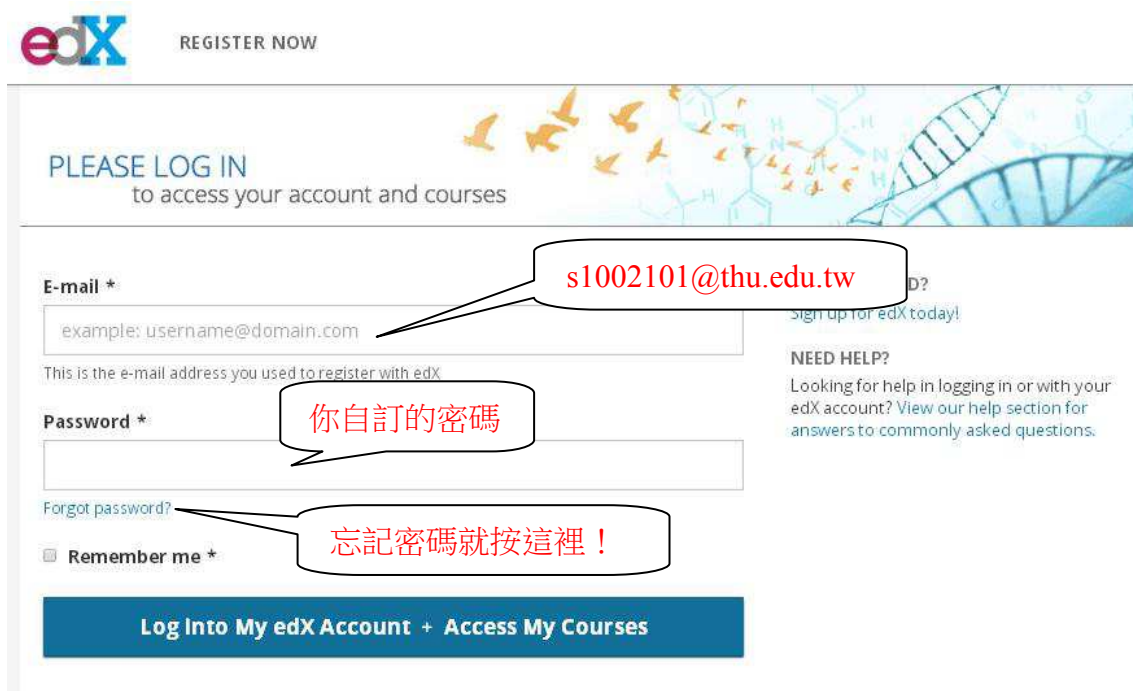 edX
REGISTER NOW
PLEASE LOG IN
to access your account and courses
E-mail *
s1002101@thu.edu.tw
example: username@domain.com
This is the e-mail address you used to register with edX
Password *
你自訂的密碼
Forgot password?
忘記密碼就按這裡！
Remember me *
Log Into My edX Account + Access My Courses
D?
Sign up for edX today!
NEED HELP?
Looking for help in logging in or with your
edX account? View our help section for
answers to commonly asked questions.